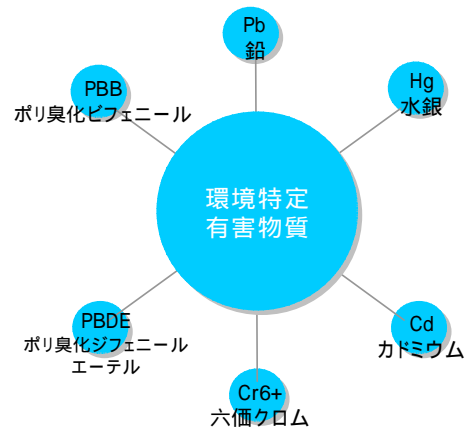 Pb
鉛
Hg
水銀
Cd
カドミウム
Cr6+
六価クロム
PBDE
ポリ臭化ジフェニール
エーテル
PBB
ポリ臭化ビフェニール
環境特定
有害物質